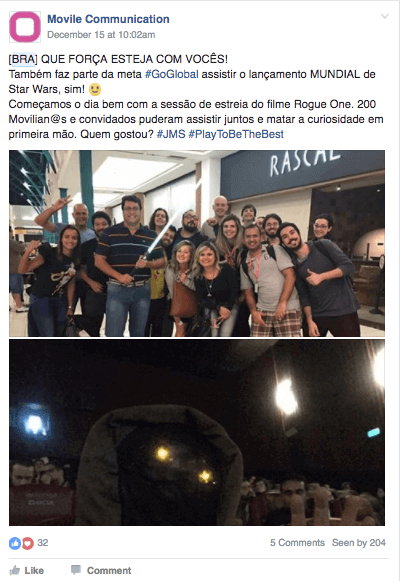 Movile Communication
December 15 at 10:02am
[BRA] QUE FORÇA ESTEJA COM VOCÊS!
Também faz parte da meta #GoGlobal assistir o lançamento MUNDIAL de
Star Wars, sim! 😉
Começamos o dia bem com a sessão de estreia do filme Rogue One. 200
Movilian@s e convidados puderam assistir juntos e matar a curiosidade em
primeira mão. Quem gostou? #JMS #PlayToBeTheBest
RASCAL
32
5 Comments Seen by 204
Like Comment